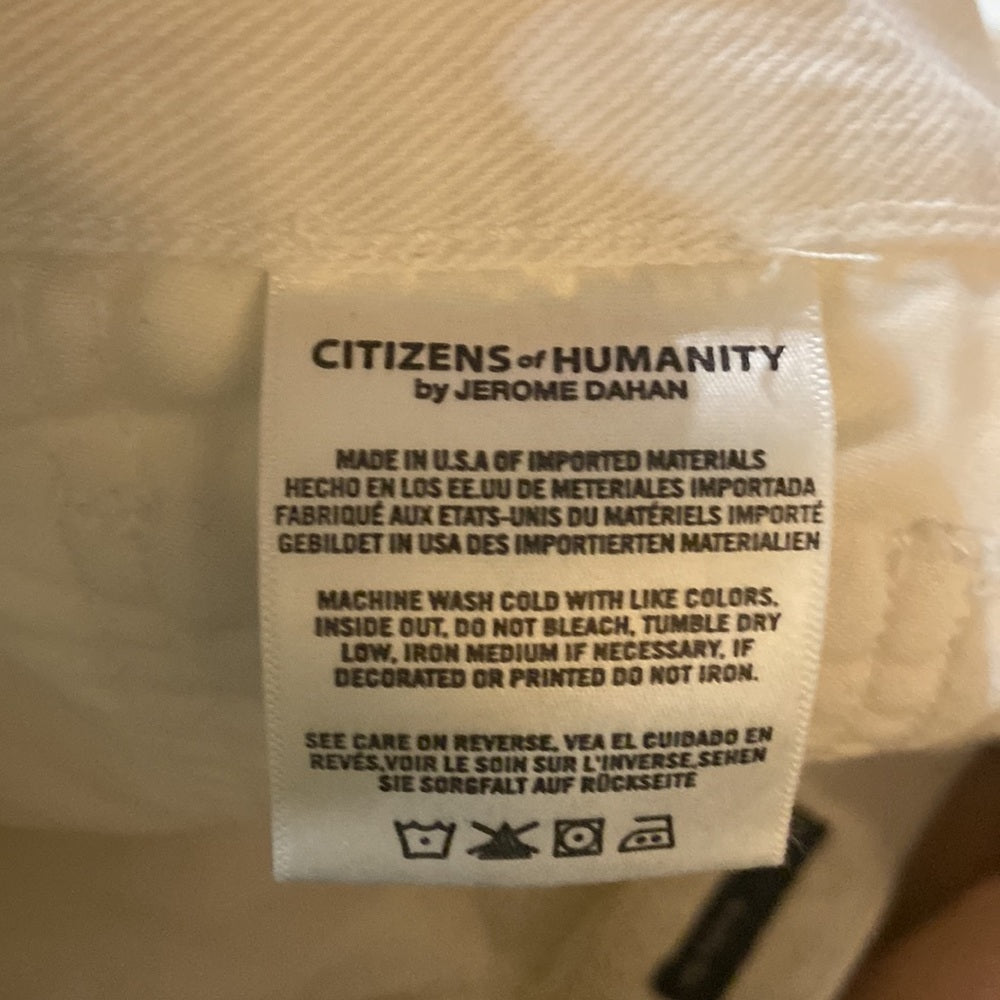 CITIZENS of HUMANITY
by JEROME DAHAN
MADE IN U.S.A OF IMPORTED MATERIALS
HECHO EN LOS EE.UU DE METERIALES IMPORTADA
FABRIQUÉ AUX ETATS-UNIS DU MATÉRIELS IMPORTÉ
GEBILDET IN USA DES IMPORTIERTEN MATERIALIEN
MACHINE WASH COLD WITH LIKE COLORS.
INSIDE OUT. DO NOT BLEACH, TUMBLE DRY
LOW, IRON MEDIUM IF NECESSARY. IF
DECORATED OR PRINTED DO NOT IRON.
SEE CARE ON REVERSE, VEA EL CUIDADO EN
REVÉS,VOIR LE SOIN SUR L'INVERSE,SEHEN
SIE SORGFALT AUF RÜCKSEITE